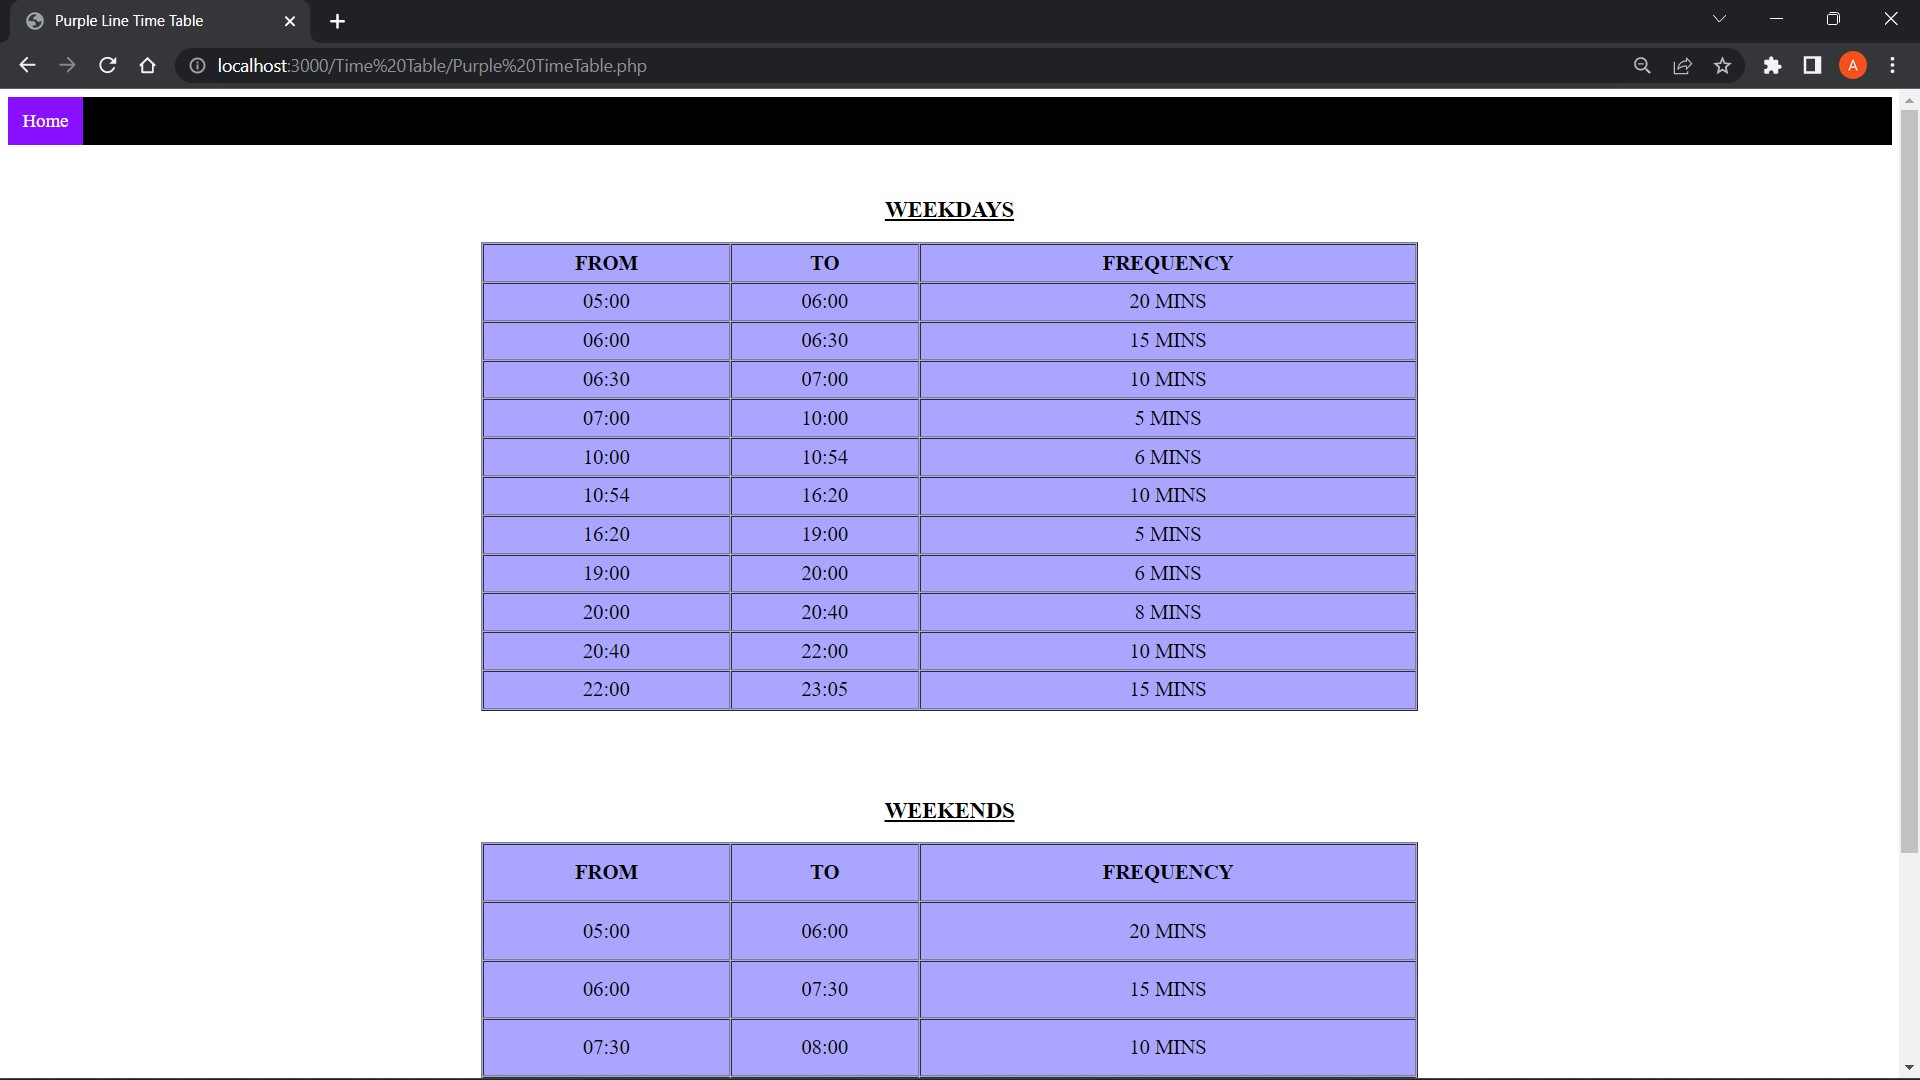 Purple Line Time Table
localhost:3000/Time%20Table/Purple%20TimeTable.php
A
Home
WEEKDAYS
FROM TO FREQUENCY
05:00 06:00 20 MINS
06:00 06:30 15 MINS
06:30 07:00 10 MINS
07:00 10:00 5 MINS
10:00 10:54 6 MINS
10:54 16:20 10 MINS
16:20 19:00 5 MINS
19:00 20:00 6 MINS
20:00 20:40 8 MINS
20:40 22:00 10 MINS
22:00 23:05 15 MINS
WEEKENDS
FROM TO FREQUENCY
05:00 06:00 20 MINS
06:00 07:30 15 MINS
07:30 08:00 10 MINS